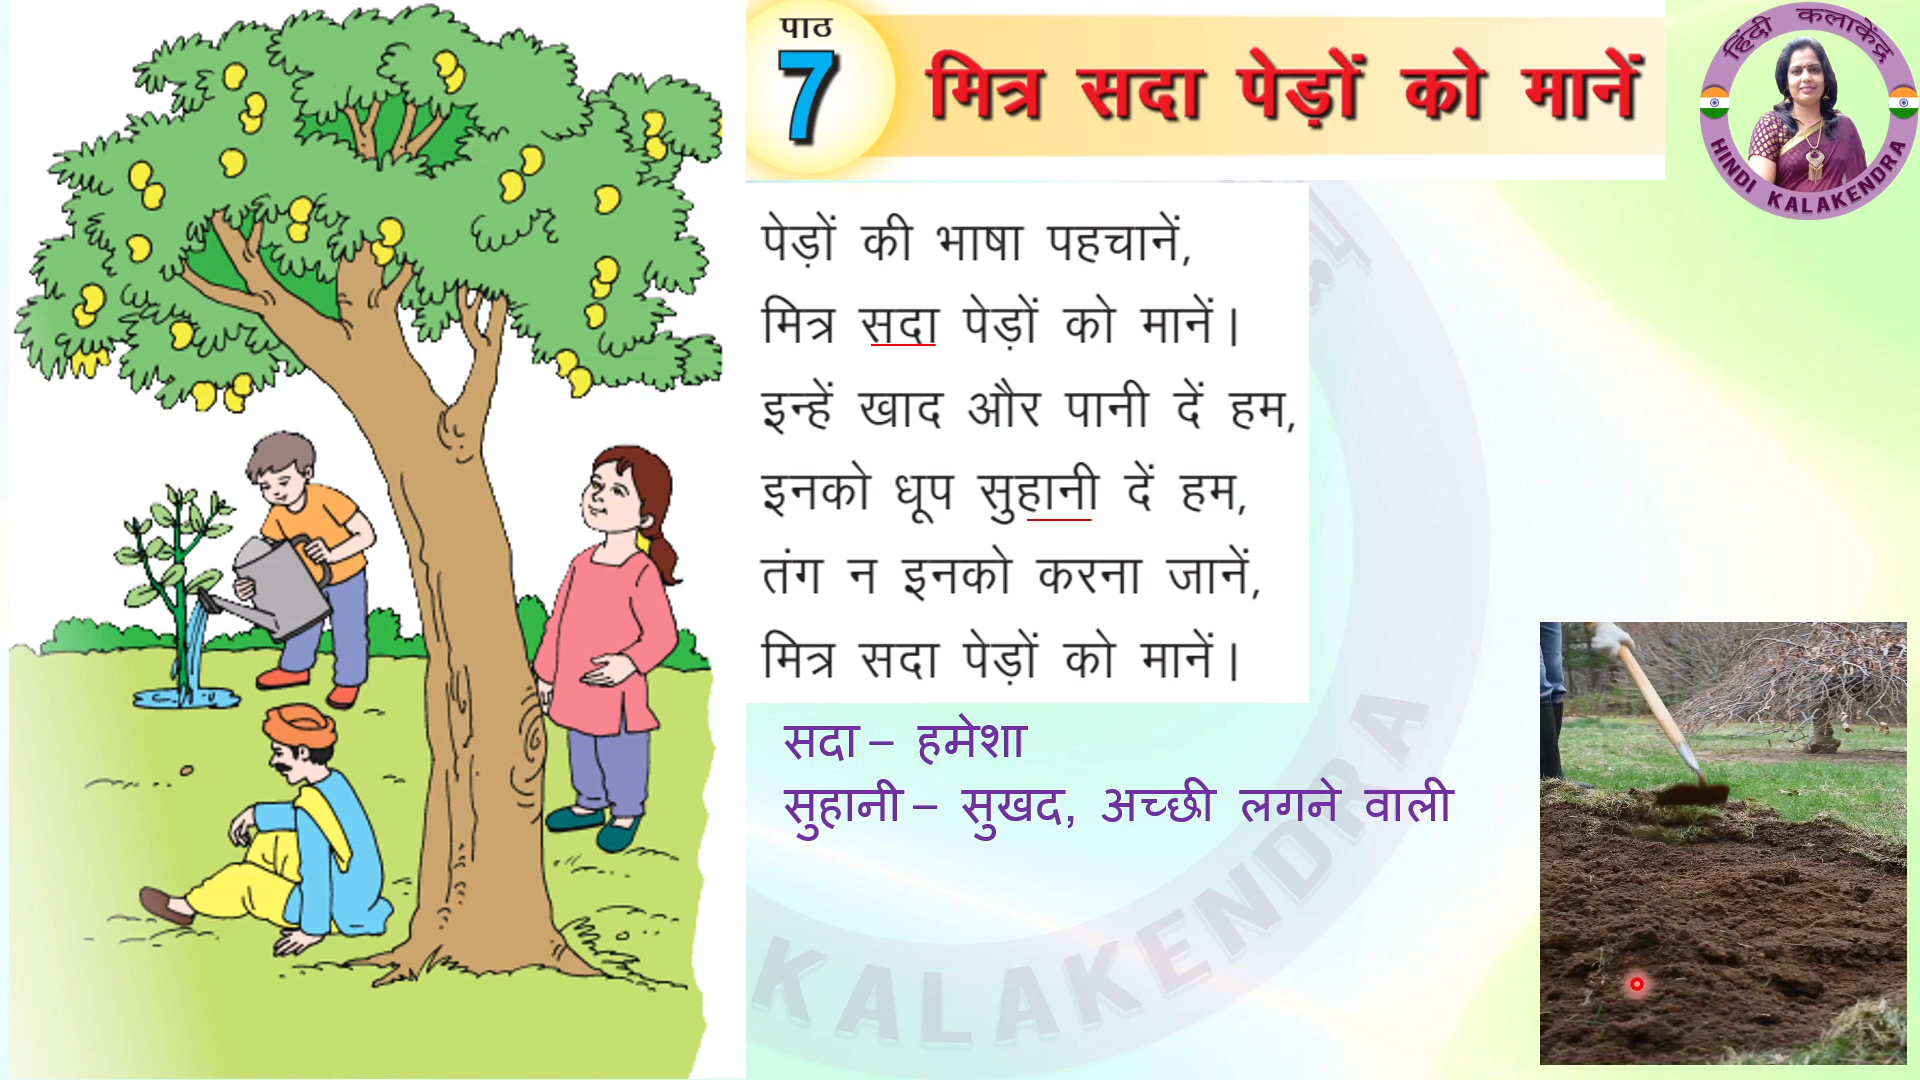 पाठ
7
मित्र सदा पेड़ों को मानें
हिंदी कलाकेंद्र
HINDI KALAKENDRA
पेड़ों की भाषा पहचानें,
मित्र सदा पेड़ों को मानें।
इन्हें खाद और पानी दें हम,
इनको धूप सुहानी दें हम,
तंग न इनको करना जानें,
मित्र सदा पेड़ों को मानें।
सदा – हमेशा
सुहानी – सुखद, अच्छी लगने वाली
KALAKENDRA